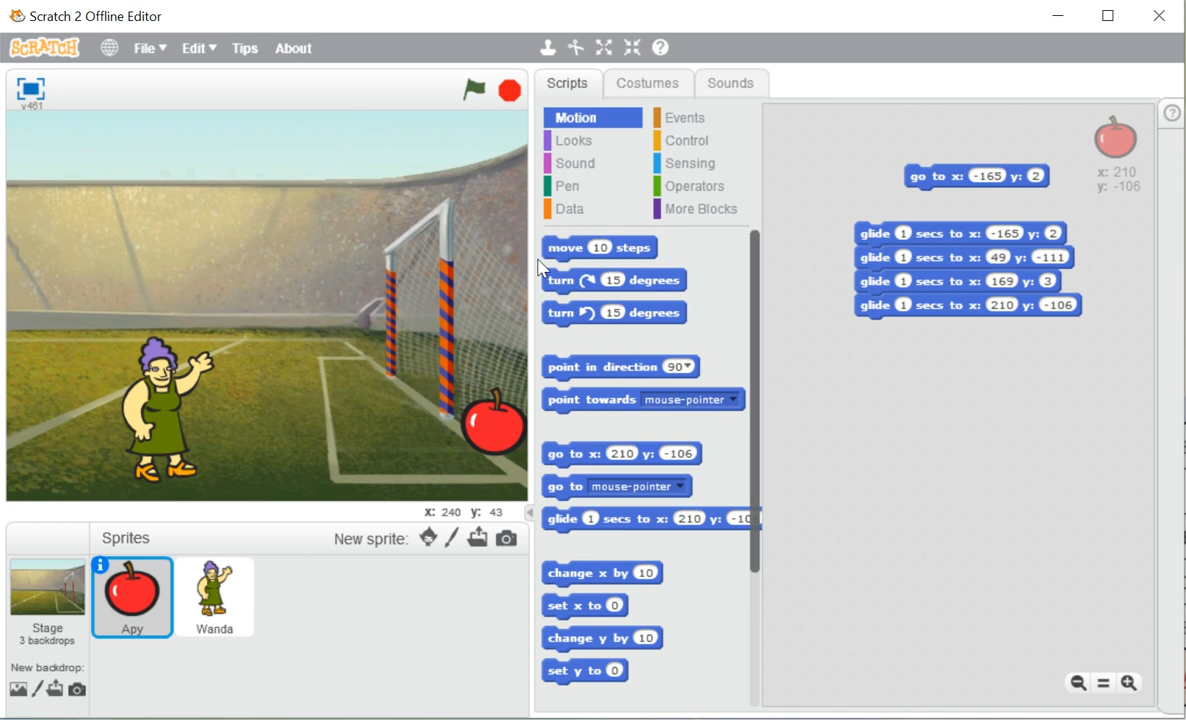 Scratch 2 Offline Editor
SCRATCH File Edit Tips About
v461
Scripts Costumes Sounds
Motion Events
Looks Control
Sound Sensing
Pen Operators
Data More Blocks
move 10 steps
turn 15 degrees
turn 15 degrees
point in direction 90
point towards mouse-pointer
go to x: 210 y: -106
go to mouse-pointer
glide 1 secs to x: 210 y: -10
change x by 10
set x to 0
change y by 10
set y to 0
go to x: -165 y: 2
glide 1 secs to x: -165 y: 2
glide 1 secs to x: 49 y: -111
glide 1 secs to x: 169 y: 3
glide 1 secs to x: 210 y: -106
x: 210
y: -106
?
x: 240 y: 43
Sprites New sprite:
Stage
3 backdrops
New backdrop:
Apy
Wanda